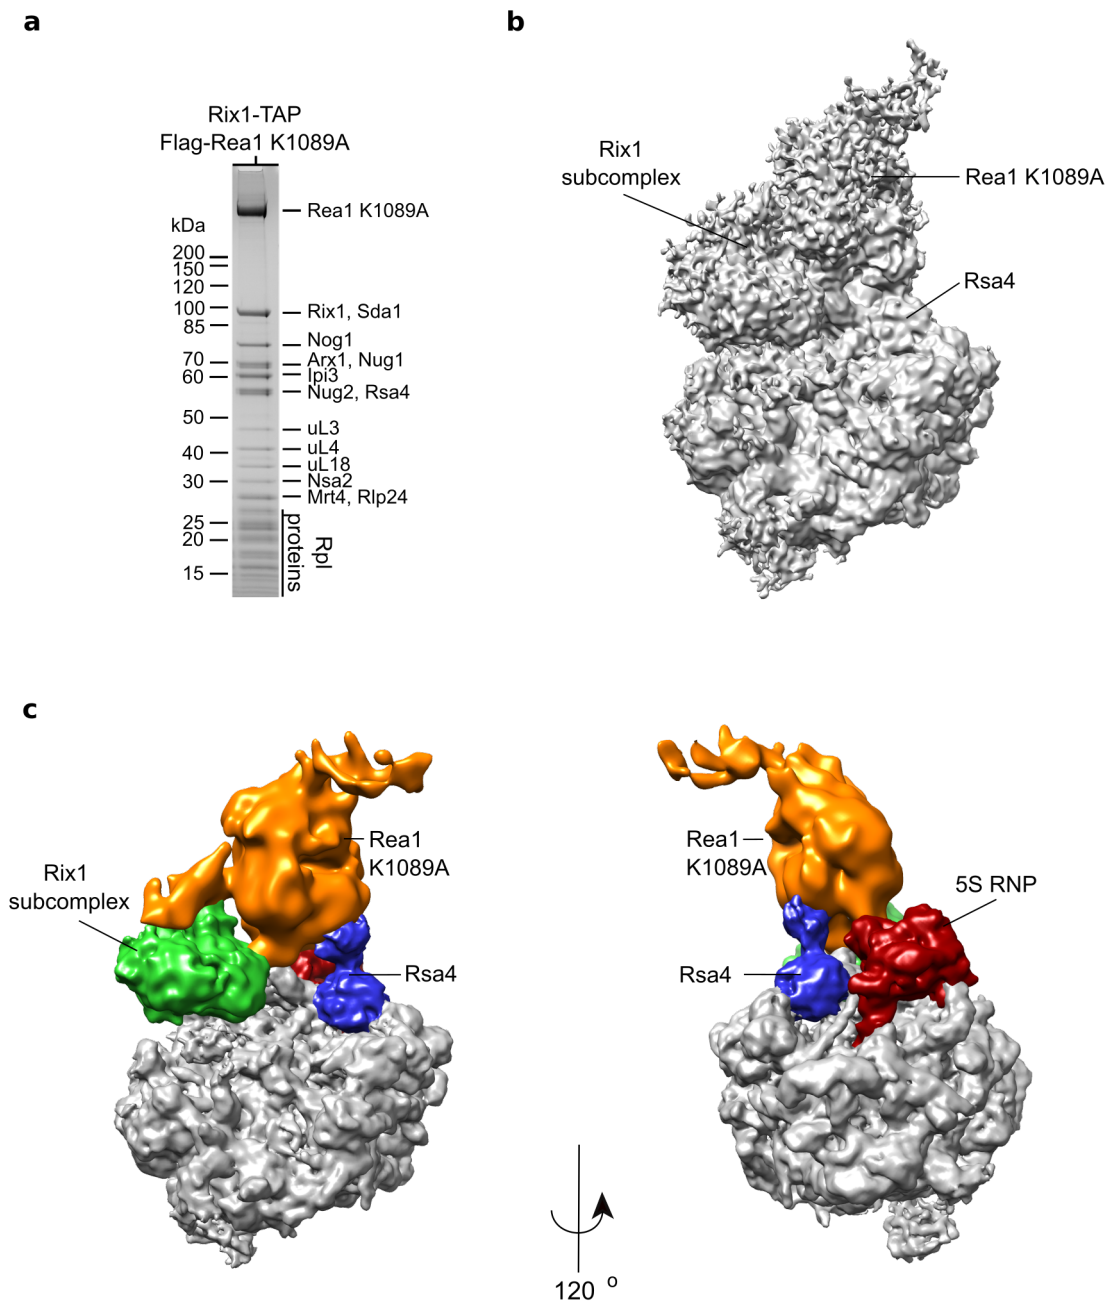 a
Rix1-TAP
Flag-Rea1 K1089A
kDa
200
150
120
100
85
70
60
50
40
30
25
20
15
Rea1 K1089A
Rix1, Sda1
Nog1
Arx1, Nug1
Ipi3
Nug2, Rsa4
uL3
uL4
uL18
Nsa2
Mrt4, Rlp24
Rpl
proteins
b
Rix1
subcomplex
Rea1 K1089A
Rsa4
c
Rix1
subcomplex
Rea1
K1089A
Rsa4
Rea1
K1089A
5S RNP
Rsa4
120 o